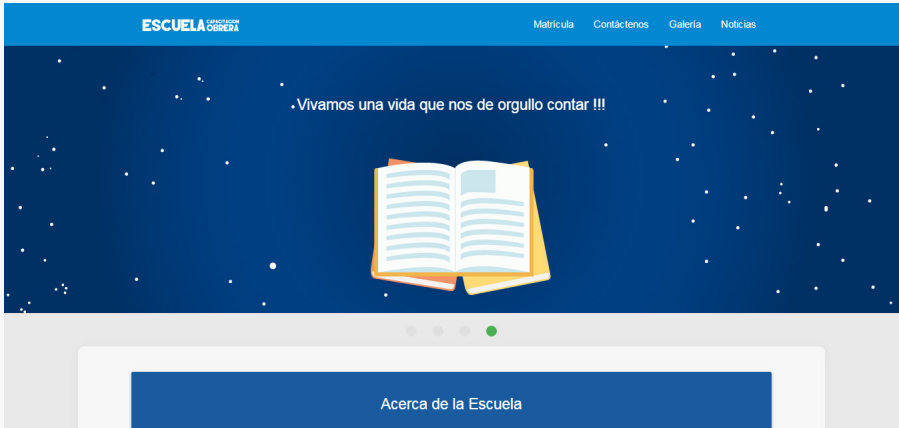 ESCUELA CAPACITACION OBRERA
Matrícula Contáctenos Galería Noticias
Vivamos una vida que nos de orgullo contar !!!
Acerca de la Escuela